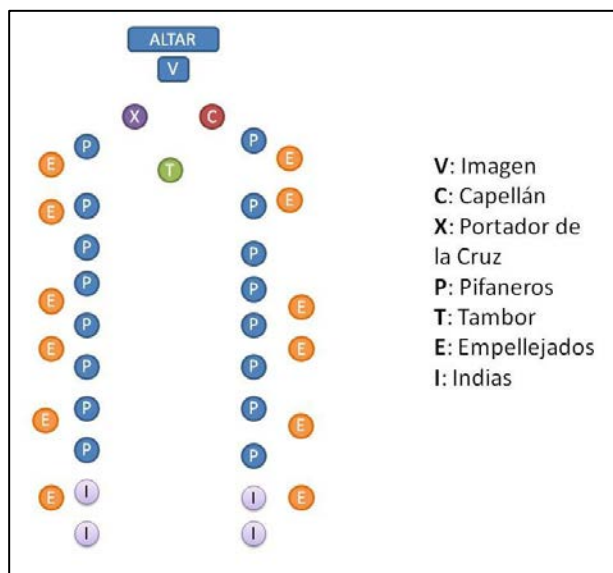 ALTAR
V
X C
E P P E
T
E P P E
P P
P P
E E
P P
E E
P P
P P
E E
P P
E I I E
I I
V: Imagen
C: Capellán
X: Portador de
la Cruz
P: Pifaneros
T: Tambor
E: Empellejados
I: Indias